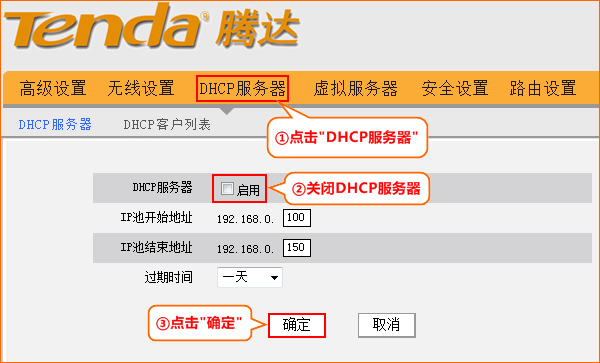 Tenda 腾达
高级设置 无线设置 DHCP服务器 虚拟服务器 安全设置 路由设置
DHCP服务器 DHCP客户列表
①点击"DHCP服务器"
DHCP服务器 启用 ②关闭DHCP服务器
IP池开始地址 192.168.0. 100
IP池结束地址 192.168.0. 150
过期时间 一天
③点击"确定" 确定 取消